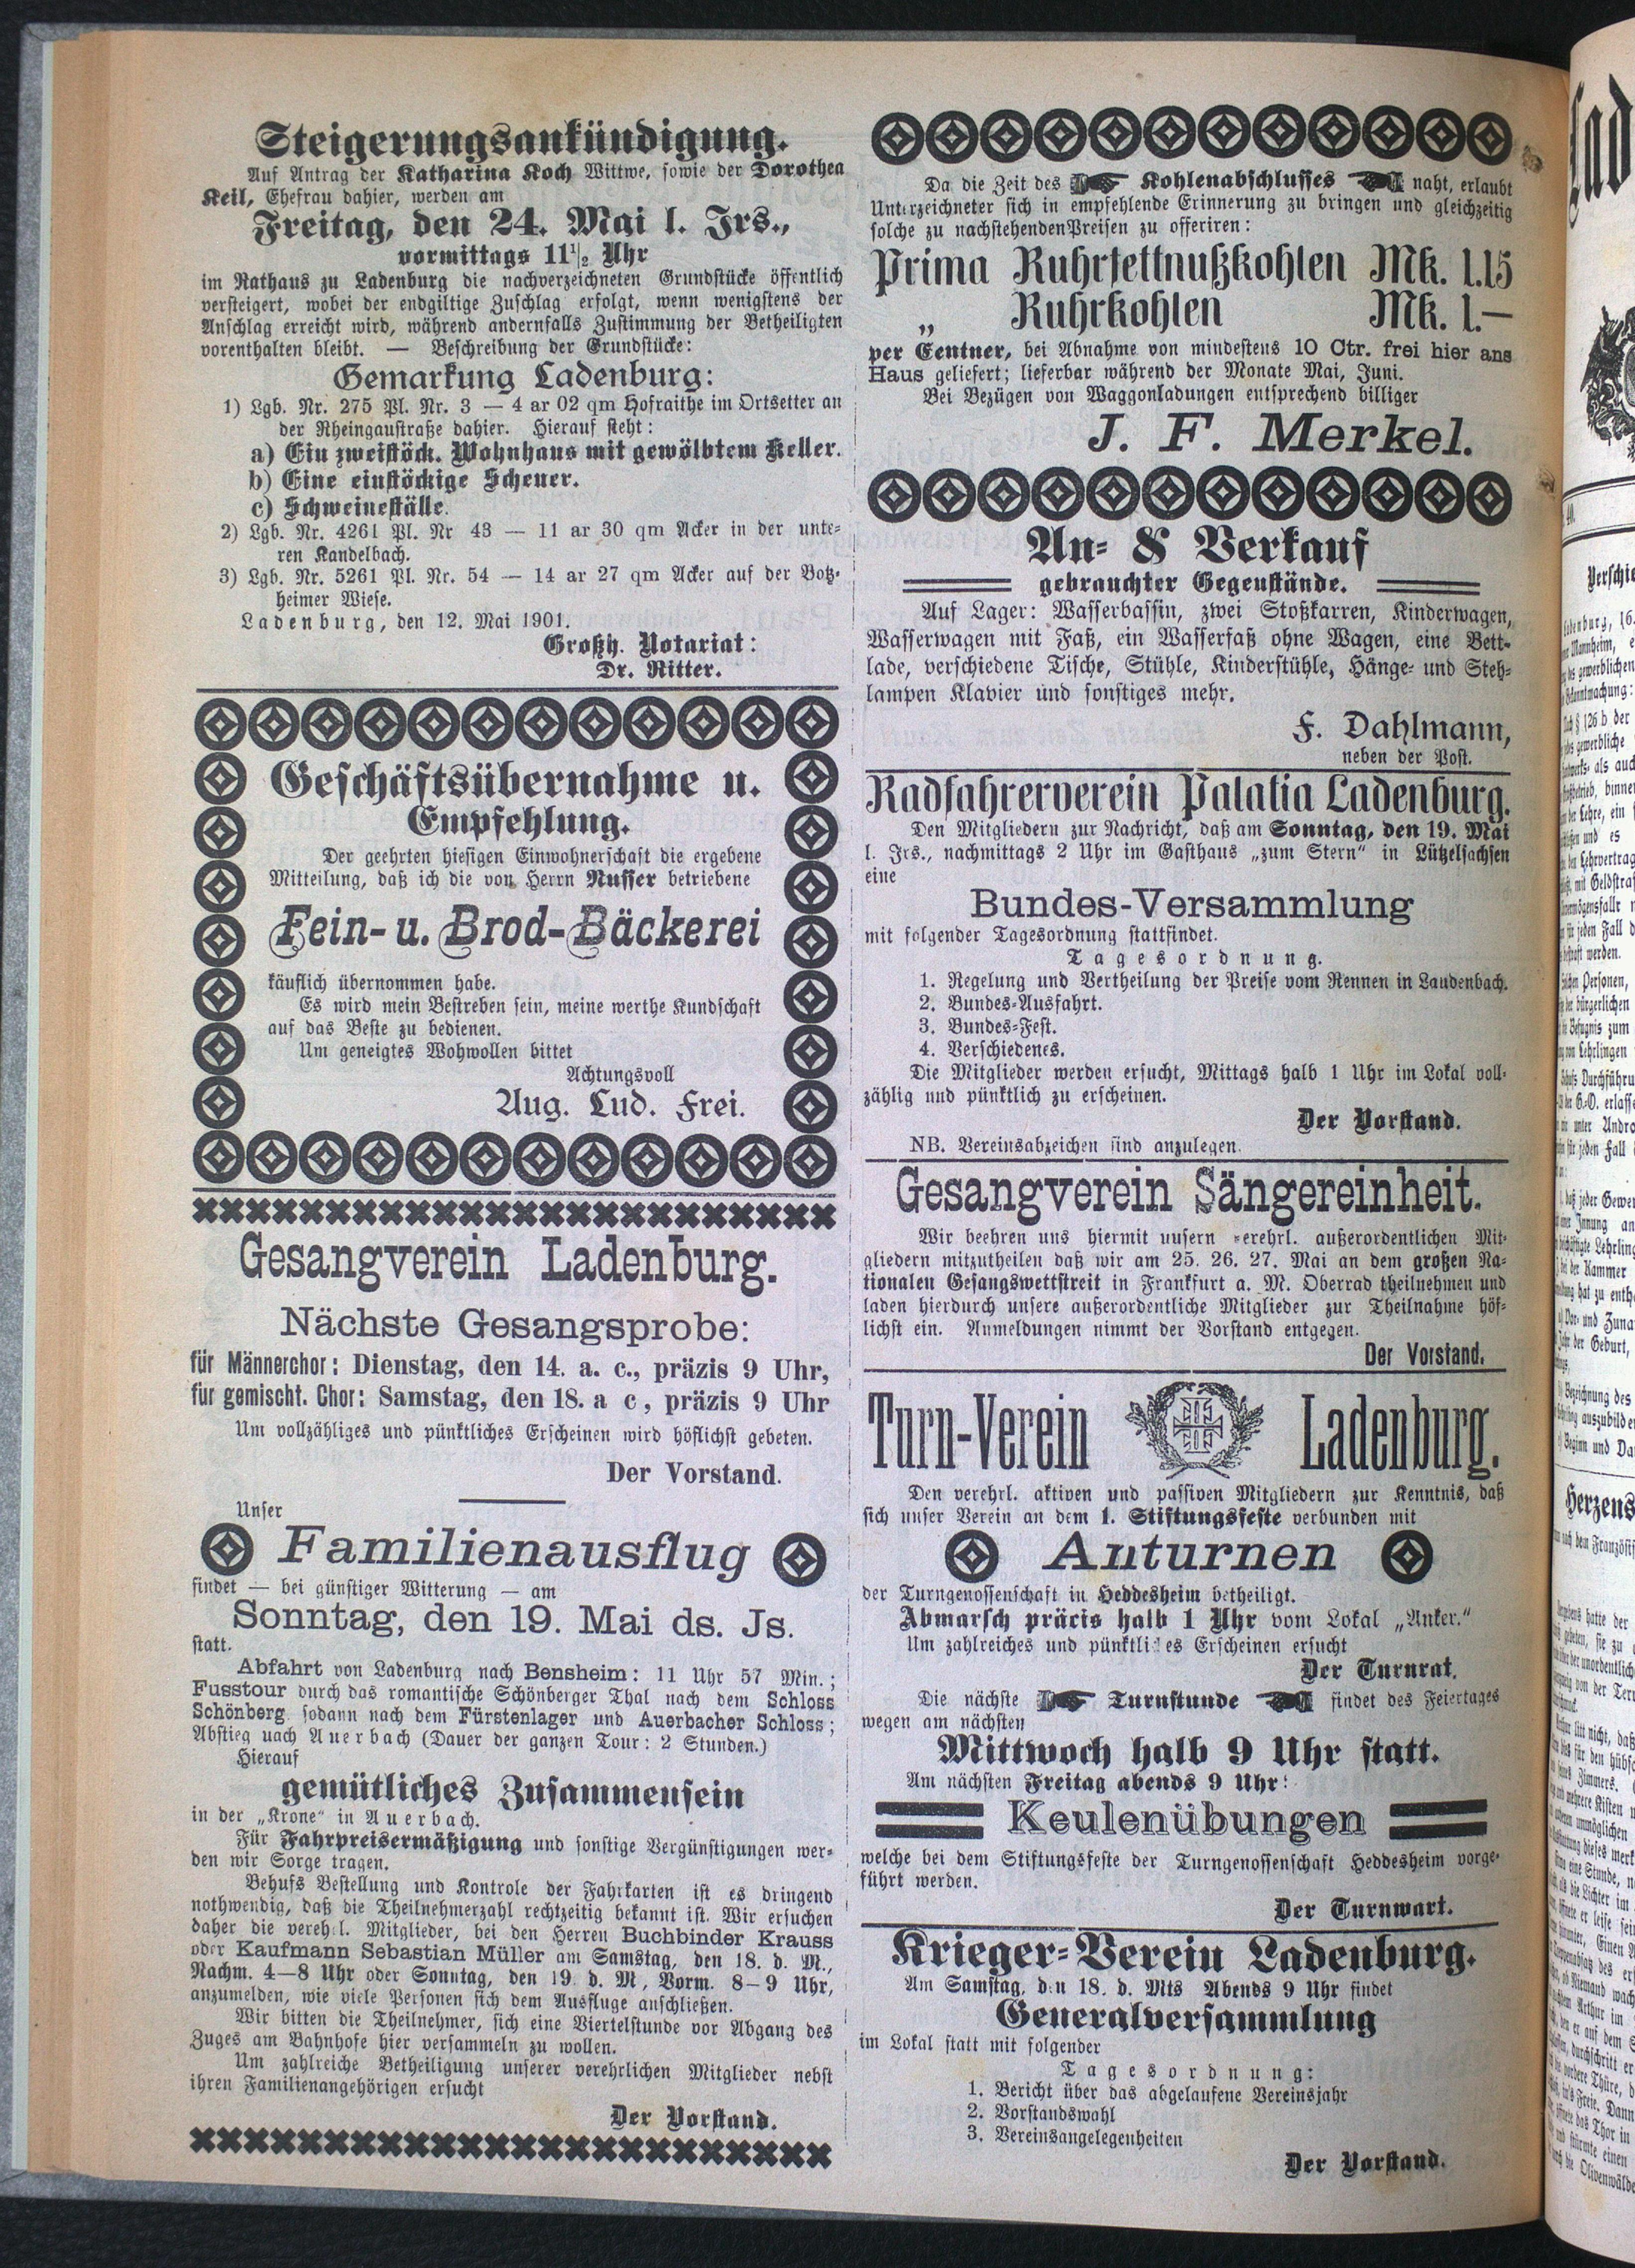 Steigerungsankündigung.
Auf Antrag der Katharina Koch Wittwe, sowie der Dorothea
Keil, Ehefrau dahier, werden am
Freitag, den 24. Mai l. Jrs.,
vormittags 11 1/2 Uhr
im Rathaus zu Ladenburg die nachverzeichneten Grundstücke öffentlich
versteigert, wobei der endgiltige Zuschlag erfolgt, wenn wenigstens der
Anschlag erreicht wird, während andernfalls Zustimmung der Betheiligten
vorenthalten bleibt. — Beschreibung der Grundstücke:
Gemarkung Ladenburg:
1) Lgb. Nr. 275 Pl. Nr. 3 — 4 ar 02 qm Hofraithe im Ortsetter an
der Rheingaustraße dahier. Hierauf steht:
a) Ein zweistöck. Wohnhaus mit gewölbtem Keller.
b) Eine einstöckige Scheuer.
c) Schweineställe.
2) Lgb. Nr. 4261 Pl. Nr 43 — 11 ar 30 qm Acker in der unte-
ren Kandelbach.
3) Lgb. Nr. 5261 Pl. Nr. 54 — 14 ar 27 qm Acker auf der Botz-
heimer Wiese.
Ladenburg, den 12. Mai 1901.
Großh. Notariat:
Dr. Ritter.
Geschäftsübernahme u.
Empfehlung.
Der geehrten hiesigen Einwohnerschaft die ergebene
Mitteilung, daß ich die von Herrn Nusser betriebene
Fein- u. Brod-Bäckerei
käuflich übernommen habe.
Es wird mein Bestreben sein, meine werthe Kundschaft
auf das Beste zu bedienen.
Um geneigtes Wohwollen bittet
Achtungsvoll
Aug. Lud. Frei.
Gesangverein Ladenburg.
Nächste Gesangsprobe:
für Männerchor: Dienstag, den 14. a. c., präzis 9 Uhr,
für gemischt. Chor: Samstag, den 18. a c, präzis 9 Uhr
Um vollzähliges und pünktliches Erscheinen wird höflichst gebeten.
Der Vorstand.
Unser
Familienausflug
findet — bei günstiger Witterung — am
Sonntag, den 19. Mai ds. Js.
statt.
Abfahrt von Ladenburg nach Bensheim: 11 Uhr 57 Min.;
Fusstour durch das romantische Schönberger Thal nach dem Schloss
Schönberg sodann nach dem Fürstenlager und Auerbacher Schloss;
Abstieg nach Auerbach (Dauer der ganzen Tour: 2 Stunden.)
Hierauf
gemütliches Zusammensein
in der „Krone“ in Auerbach.
Für Fahrpreisermäßigung und sonstige Vergünstigungen wer-
den wir Sorge tragen.
Behufs Bestellung und Kontrole der Fahrkarten ist es dringend
nothwendig, daß die Theilnehmerzahl rechtzeitig bekannt ist. Wir ersuchen
daher die verehrl. Mitglieder, bei den Herren Buchbinder Krauss
oder Kaufmann Sebastian Müller am Samstag, den 18. d. M.,
Nachm. 4—8 Uhr oder Sonntag, den 19. d. M, Vorm. 8—9 Uhr,
anzumelden, wie viele Personen sich dem Ausfluge anschließen.
Wir bitten die Theilnehmer, sich eine Viertelstunde vor Abgang des
Zuges am Bahnhofe hier versammeln zu wollen.
Um zahlreiche Betheiligung unserer verehrlichen Mitglieder nebst
ihren Familienangehörigen ersucht
Der Vorstand.
Da die Zeit des Kohlenabschlusses naht, erlaubt
Unterzeichneter sich in empfehlende Erinnerung zu bringen und gleichzeitig
solche zu nachstehenden Preisen zu offeriren:
Prima Ruhrfettnußkohlen Mk. 1.15
„ Ruhrkohlen Mk. 1.—
per Centner, bei Abnahme von mindestens 10 Ctr. frei hier ans
Haus geliefert; lieferbar während der Monate Mai, Juni.
Bei Bezügen von Waggonladungen entsprechend billiger
J. F. Merkel.
An- & Verkauf
gebrauchter Gegenstände.
Auf Lager: Wasserbassin, zwei Stoßkarren, Kinderwagen,
Wasserwagen mit Faß, ein Wasserfaß ohne Wagen, eine Bett-
lade, verschiedene Tische, Stühle, Kinderstühle, Hänge- und Steh-
lampen Klavier und sonstiges mehr.
F. Dahlmann,
neben der Post.
Radfahrerverein Palatia Ladenburg.
Den Mitgliedern zur Nachricht, daß am Sonntag, den 19. Mai
l. Jrs., nachmittags 2 Uhr im Gasthaus „zum Stern“ in Lützelsachsen
eine
Bundes-Versammlung
mit folgender Tagesordnung stattfindet.
Tagesordnung.
1. Regelung und Vertheilung der Preise vom Rennen in Laudenbach.
2. Bundes-Ausfahrt.
3. Bundes-Fest.
4. Verschiedenes.
Die Mitglieder werden ersucht, Mittags halb 1 Uhr im Lokal voll-
zählig und pünktlich zu erscheinen.
Der Vorstand.
NB. Vereinsabzeichen sind anzulegen.
Gesangverein Sängereinheit.
Wir beehren uns hiermit unsern verehrl. außerordentlichen Mit-
gliedern mitzutheilen daß wir am 25. 26. 27. Mai an dem großen Na-
tionalen Gesangswettstreit in Frankfurt a. M. Oberrad theilnehmen und
laden hierdurch unsere außerordentliche Mitglieder zur Theilnahme höf-
lichst ein. Anmeldungen nimmt der Vorstand entgegen.
Der Vorstand.
Turn-Verein Ladenburg.
Den verehrl. aktiven und passiven Mitgliedern zur Kenntnis, daß
sich unser Verein an dem 1. Stiftungsfeste verbunden mit
Anturnen
der Turngenossenschaft in Heddesheim betheiligt.
Abmarsch präcis halb 1 Uhr vom Lokal „Anker.“
Um zahlreiches und pünktliches Erscheinen ersucht
Der Turnrat.
Die nächste Turnstunde findet des Feiertages
wegen am nächsten
Mittwoch halb 9 Uhr statt.
Am nächsten Freitag abends 9 Uhr:
Keulenübungen
welche bei dem Stiftungsfeste der Turngenossenschaft Heddesheim vorge-
führt werden.
Der Turnwart.
Krieger-Verein Ladenburg.
Am Samstag, den 18. d. Mts Abends 9 Uhr findet
Generalversammlung
im Lokal statt mit folgender
Tagesordnung:
1. Bericht über das abgelaufene Vereinsjahr
2. Vorstandswahl
3. Vereinsangelegenheiten
Der Vorstand.